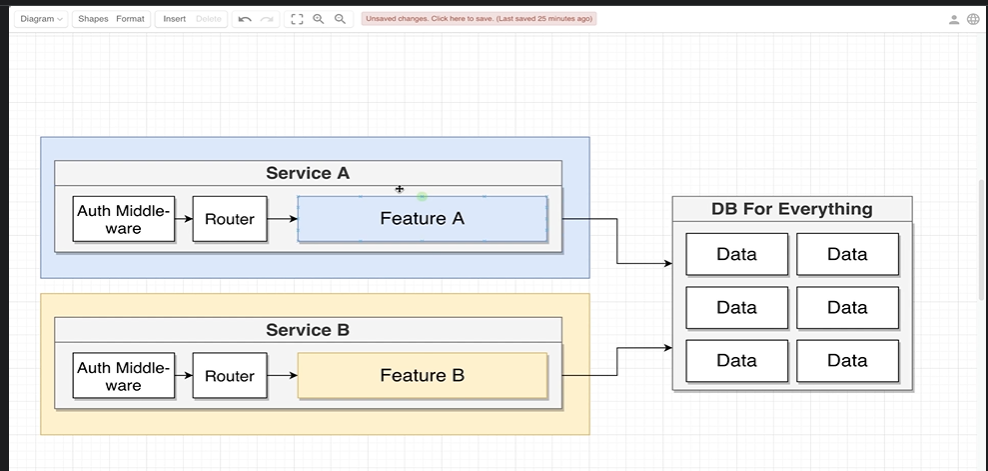 Diagram Shapes Format Insert Delete Unsaved changes. Click here to save. (Last saved 25 minutes ago)
Service A
Auth Middle-
ware
Router
Feature A
Service B
Auth Middle-
ware
Router
Feature B
DB For Everything
Data Data
Data Data
Data Data